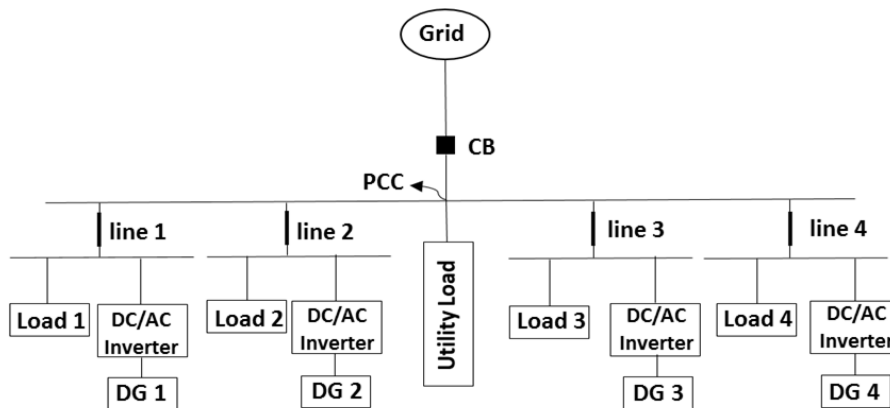 Grid
CB
PCC
line 1
line 2
line 3
line 4
Load 1
DC/AC
Inverter
DG 1
Load 2
DC/AC
Inverter
DG 2
Utility Load
Load 3
DC/AC
Inverter
DG 3
Load 4
DC/AC
Inverter
DG 4